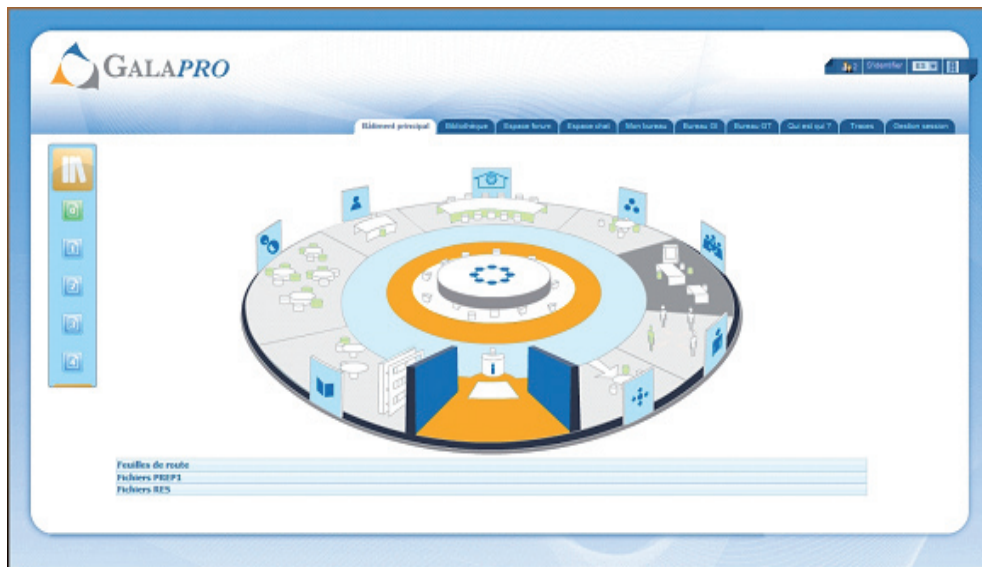 GALAPRO
S'identifier
Bâtiment principal Bibliothèque Espace forum Espace chat Mon bureau Bureau GI Bureau GT Qui est qui ? Traces Gestion session
i
Feuilles de route
Fichiers PREP1
Fichiers RES